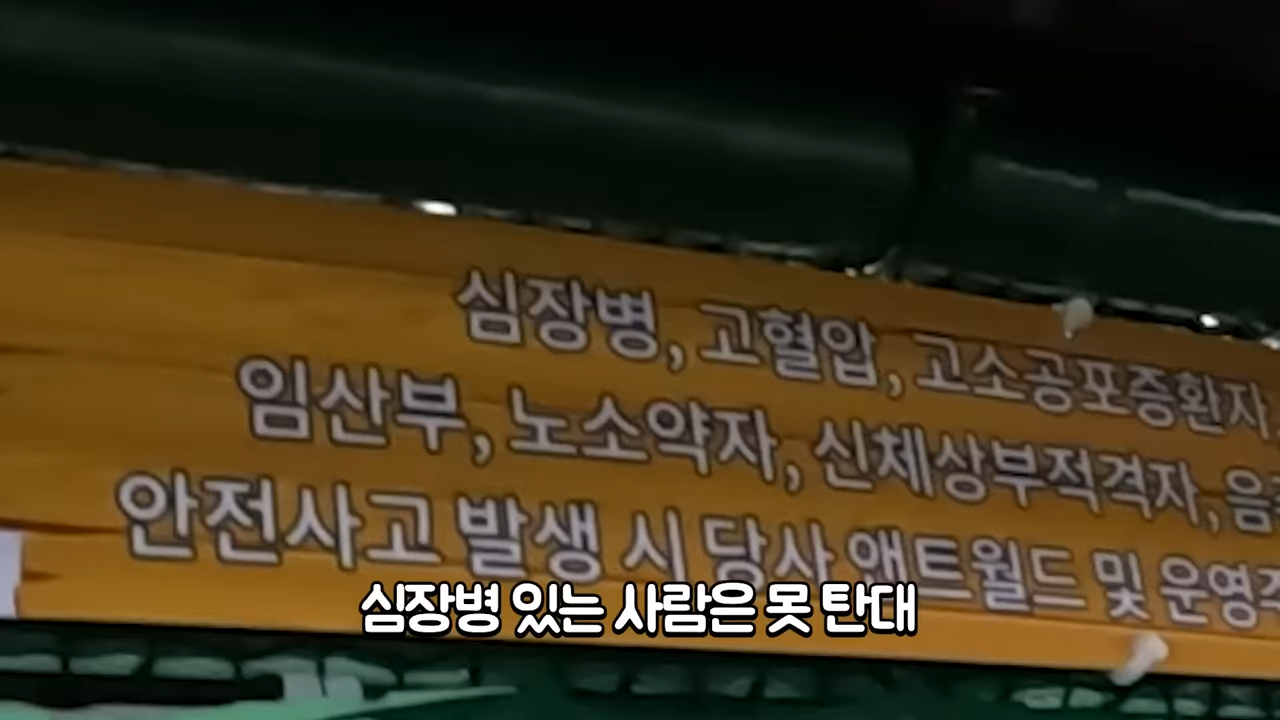 심장병, 고혈압, 고소공포증환자,
임산부, 노소약자, 신체상부적격자, 음
안전사고 발생 시 당사 앤트월드 및 운영
심장병 있는 사람은 못 탄대